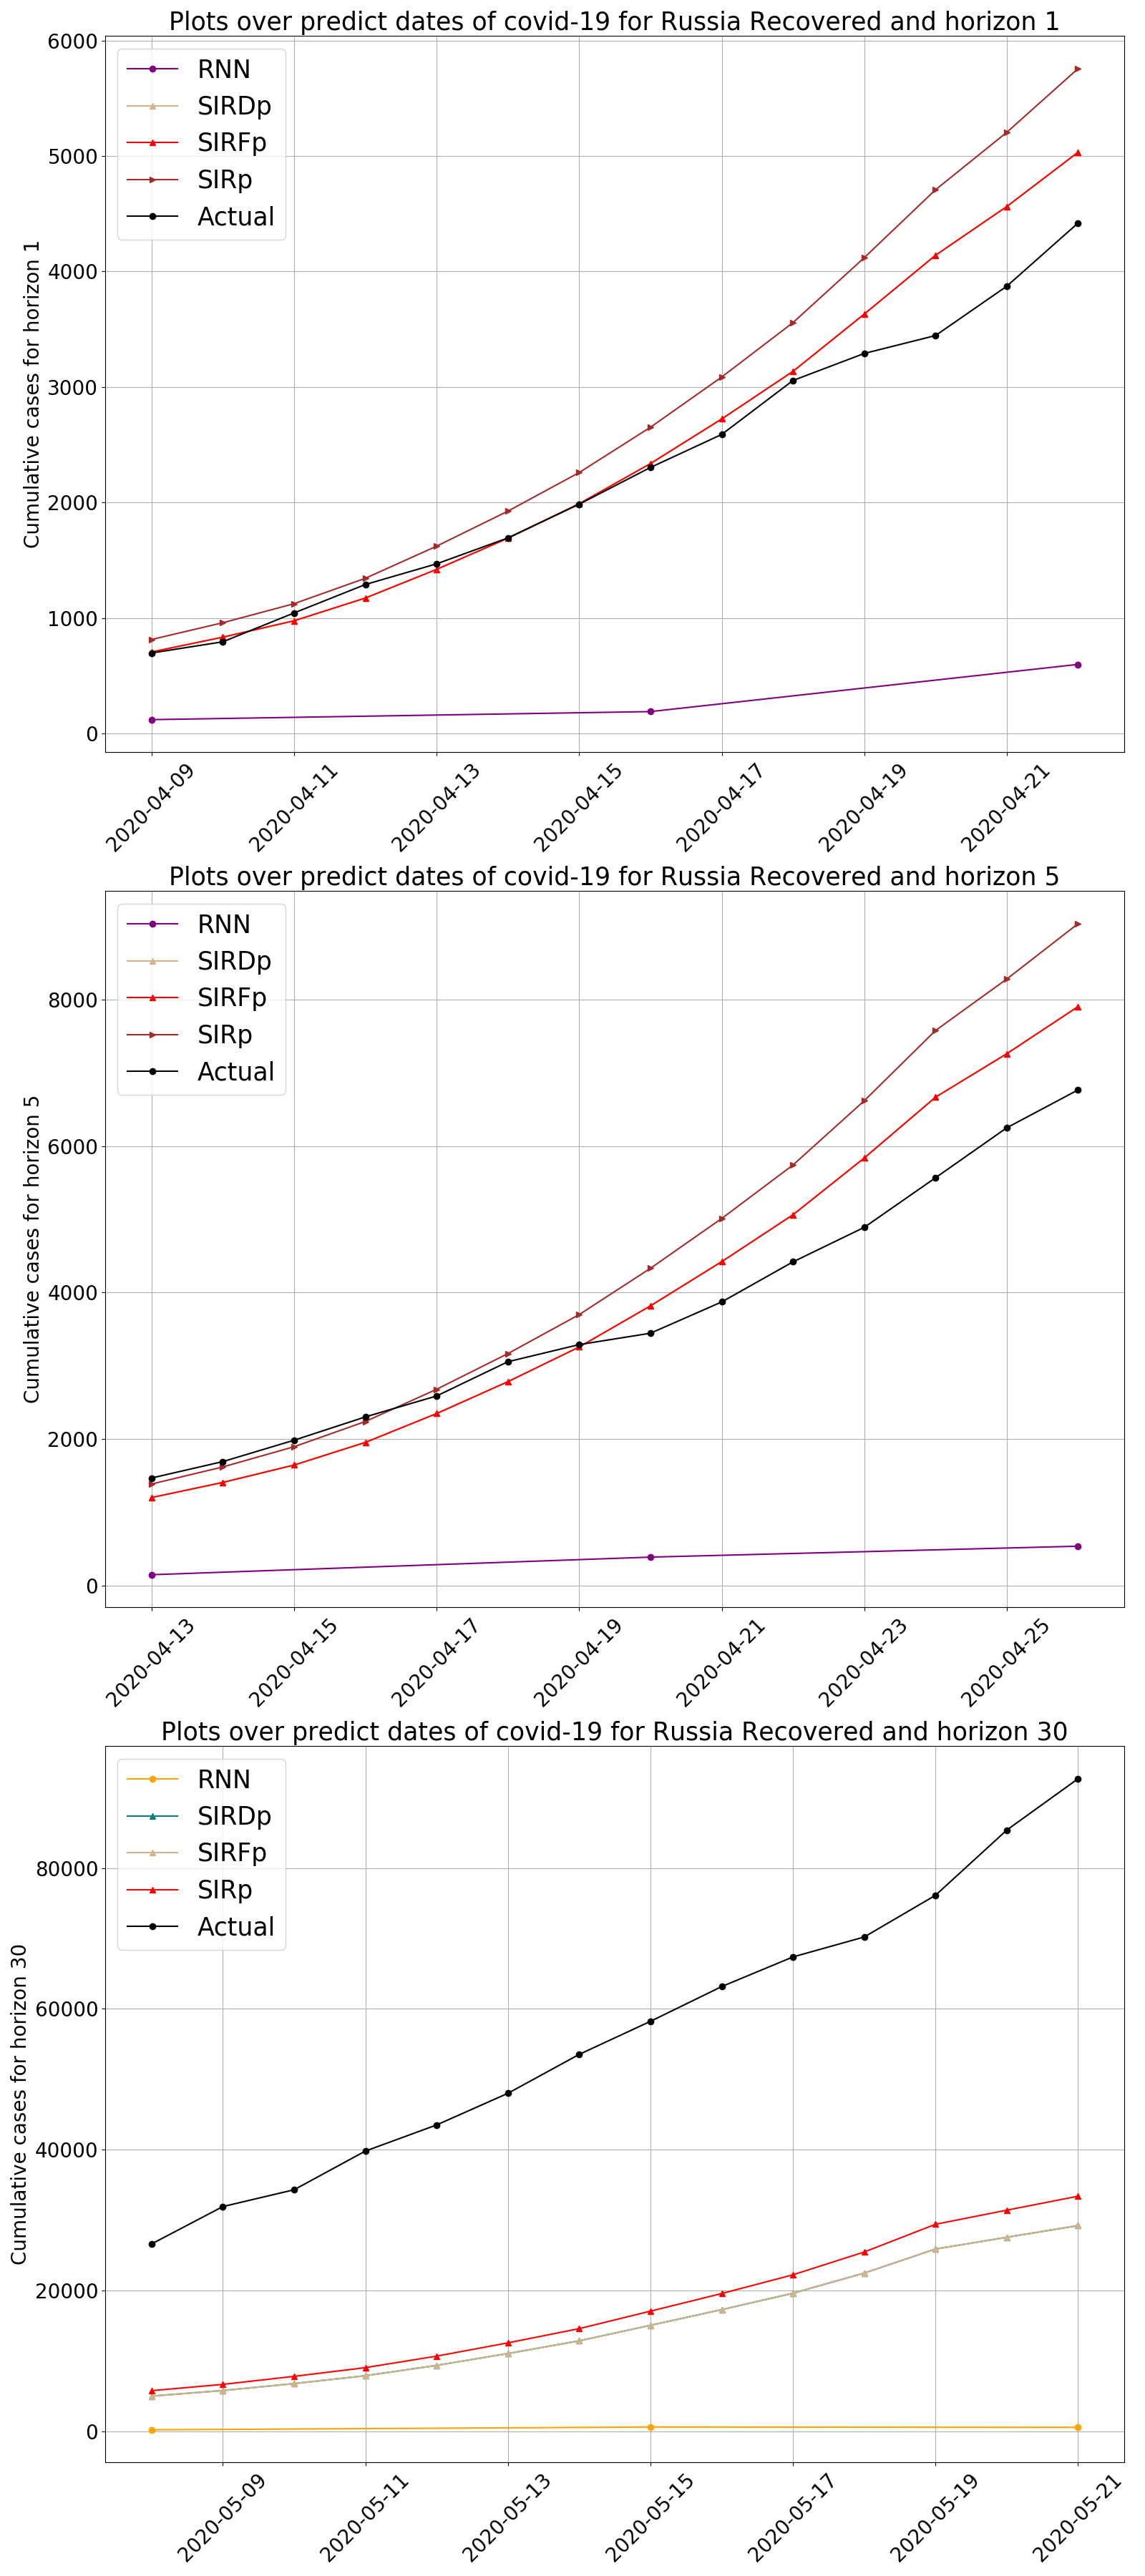 Plots over predict dates of covid-19 for Russia Recovered and horizon 1
Cumulative cases for horizon 1
6000
5000
4000
3000
2000
1000
0
RNN
SIRDp
SIRFp
SIRp
Actual
2020-04-09
2020-04-11
2020-04-13
2020-04-15
2020-04-17
2020-04-19
2020-04-21
Plots over predict dates of covid-19 for Russia Recovered and horizon 5
Cumulative cases for horizon 5
8000
6000
4000
2000
0
RNN
SIRDp
SIRFp
SIRp
Actual
2020-04-13
2020-04-15
2020-04-17
2020-04-19
2020-04-21
2020-04-23
2020-04-25
Plots over predict dates of covid-19 for Russia Recovered and horizon 30
Cumulative cases for horizon 30
80000
60000
40000
20000
0
RNN
SIRDp
SIRFp
SIRp
Actual
2020-05-09
2020-05-11
2020-05-13
2020-05-15
2020-05-17
2020-05-19
2020-05-21